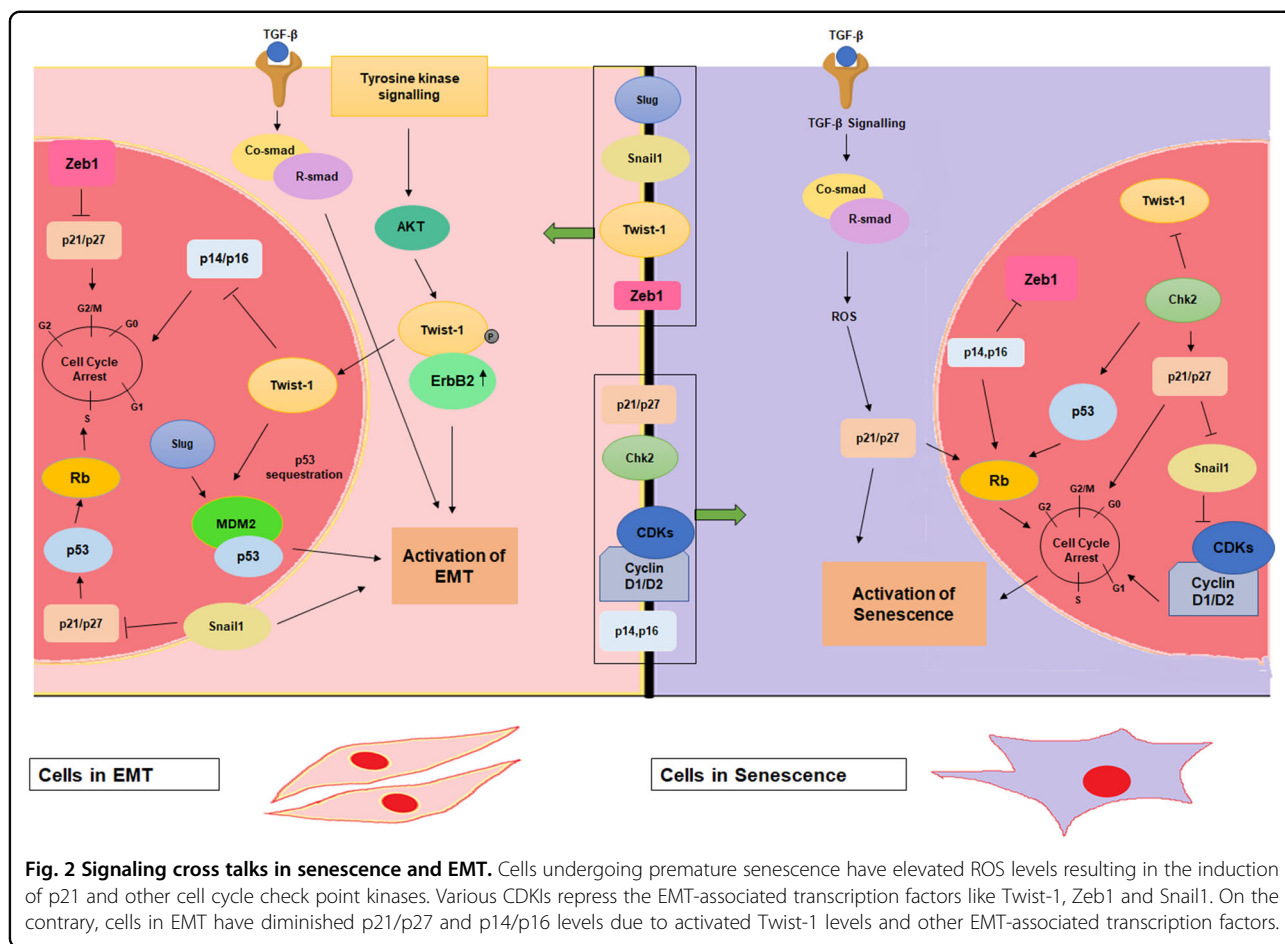 TGF-β
Tyrosine kinase
signalling
Co-smad
R-smad
Zeb1
p21/p27
p14/p16
AKT
G2/M
G2
G0
Cell Cycle
Arrest
G1
S
Twist-1
P
ErbB2
Twist-1
Slug
p53
sequestration
Rb
MDM2
p53
p53
Activation of
EMT
p21/p27
Snail1
Slug
Snail1
Twist-1
Zeb1
p21/p27
Chk2
CDKs
Cyclin
D1/D2
p14,p16
TGF-β
TGF-β Signalling
Co-smad
R-smad
ROS
p21/p27
Activation of
Senescence
Twist-1
Zeb1
Chk2
p14,p16
p21/p27
p53
Rb
Snail1
G2/M
G2
G0
Cell Cycle
Arrest
G1
S
CDKs
Cyclin
D1/D2
Cells in EMT
Cells in Senescence
Fig. 2 Signaling cross talks in senescence and EMT. Cells undergoing premature senescence have elevated ROS levels resulting in the induction
of p21 and other cell cycle check point kinases. Various CDKIs repress the EMT-associated transcription factors like Twist-1, Zeb1 and Snail1. On the
contrary, cells in EMT have diminished p21/p27 and p14/p16 levels due to activated Twist-1 levels and other EMT-associated transcription factors.